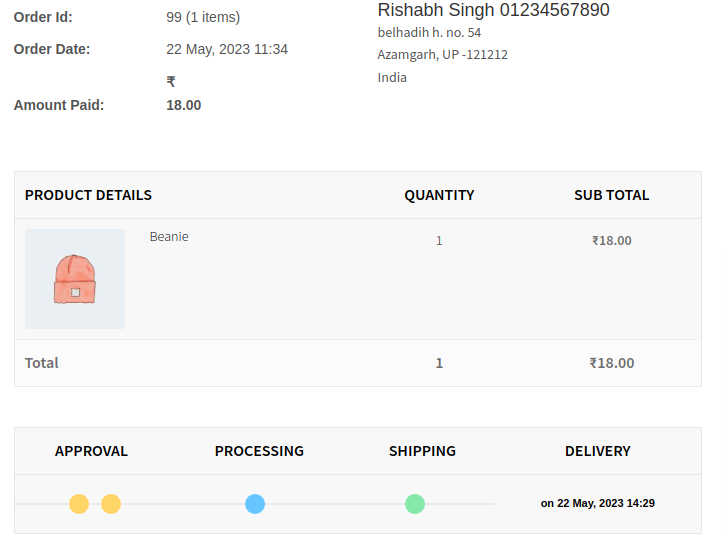 Order Id: 99 (1 items)
Order Date: 22 May, 2023 11:34
₹
Amount Paid: 18.00
Rishabh Singh 01234567890
belhadih h. no. 54
Azamgarh, UP -121212
India
PRODUCT DETAILS QUANTITY SUB TOTAL
Beanie 1 ₹18.00
Total 1 ₹18.00
APPROVAL PROCESSING SHIPPING DELIVERY
on 22 May, 2023 14:29